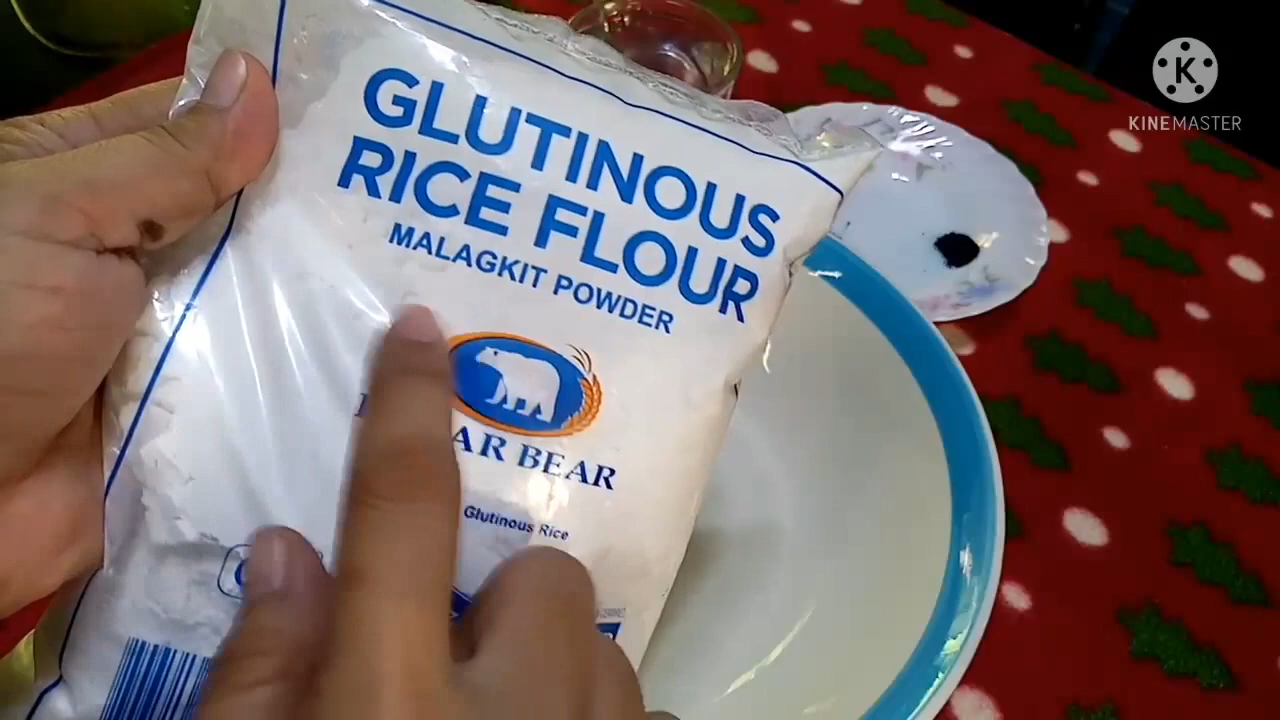 GLUTINOUS
RICE FLOUR
MALAGKIT POWDER
AR BEAR
Glutinous Rice
K
KINEMASTER